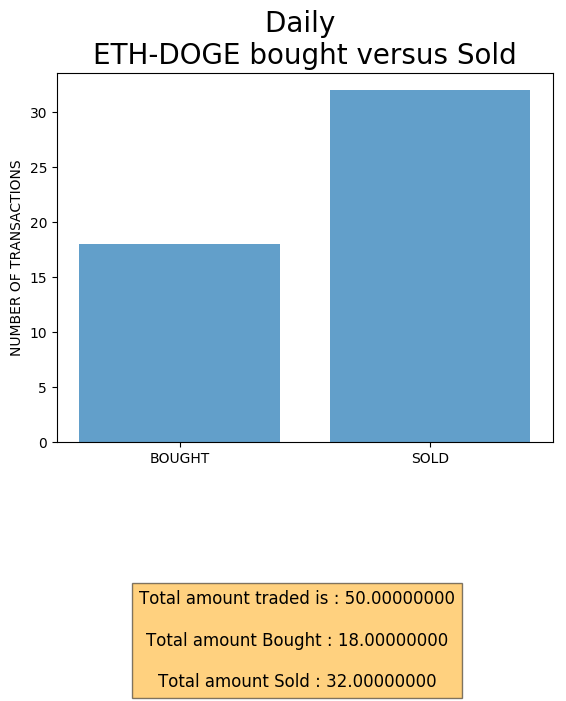 Daily
ETH-DOGE bought versus Sold
NUMBER OF TRANSACTIONS
30
25
20
15
10
5
0
BOUGHT
SOLD
Total amount traded is : 50.00000000
Total amount Bought : 18.00000000
Total amount Sold : 32.00000000